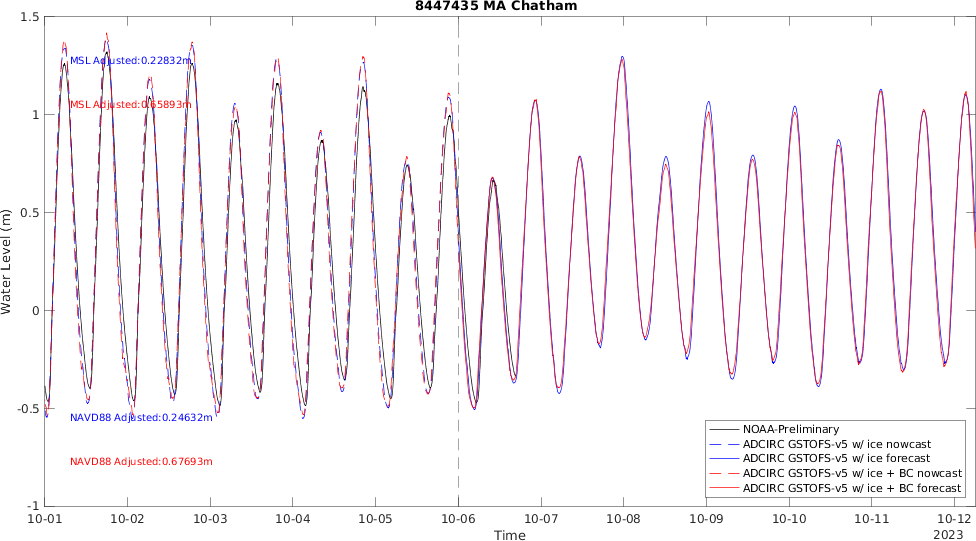 8447435 MA Chatham
1.5
MSL Adjusted:0.22832m
MSL Adjusted:0.65893m
1
0.5
Water Level (m)
0
-0.5
NAVD88 Adjusted:0.24632m
NAVD88 Adjusted:0.67693m
NOAA-Preliminary
ADCIRC GSTOFS-v5 w/ ice nowcast
ADCIRC GSTOFS-v5 w/ ice forecast
ADCIRC GSTOFS-v5 w/ ice + BC nowcast
ADCIRC GSTOFS-v5 w/ ice + BC forecast
-1
10-01 10-02 10-03 10-04 10-05 10-06 10-07 10-08 10-09 10-10 10-11 10-12
Time
2023